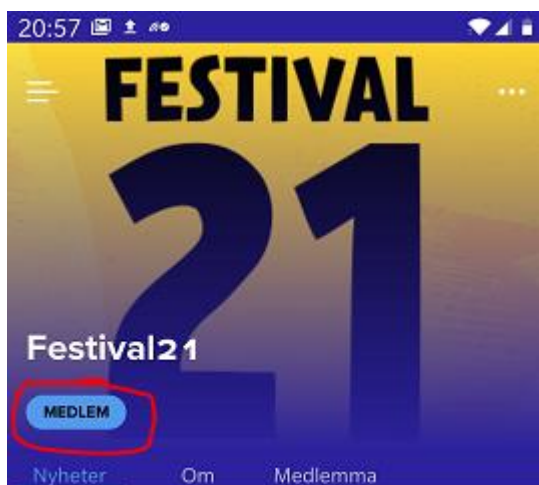 20:57
FESTIVAL
21
Festival21
MEDLEM
Nyheter Om Medlemma